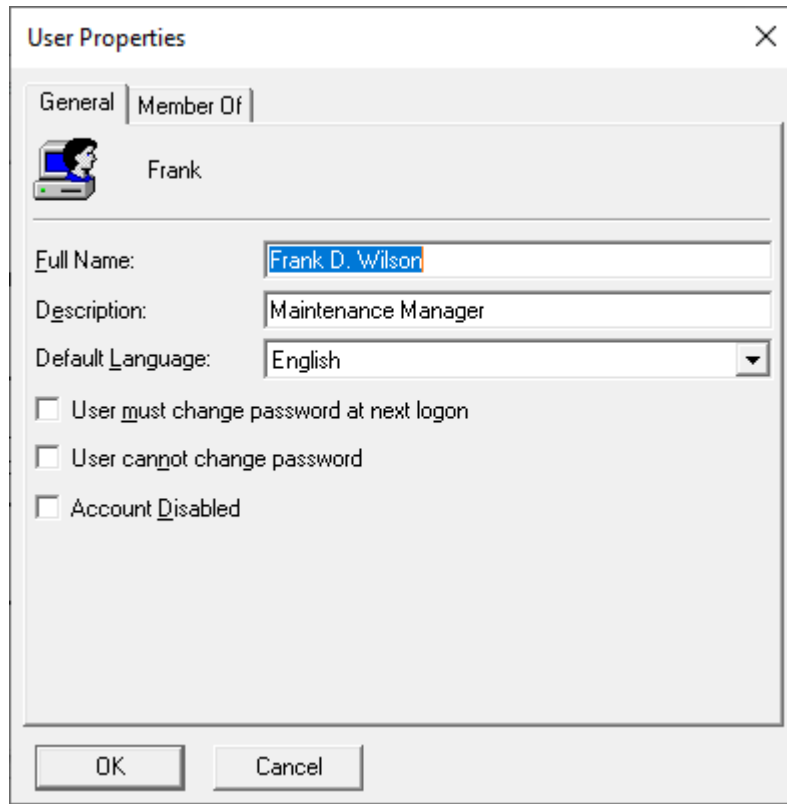 User Properties
General Member Of
Frank
Full Name: Frank D. Wilson
Description: Maintenance Manager
Default Language: English
User must change password at next logon
User cannot change password
Account Disabled
OK Cancel